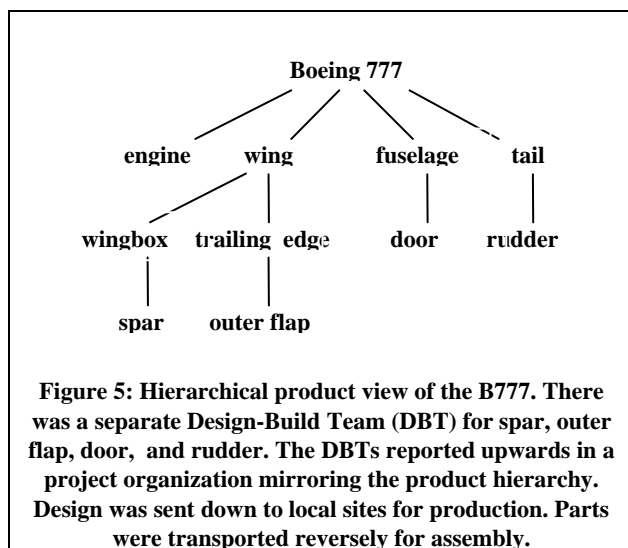 Boeing 777
engine wing fuselage tail
wingbox trailing edge door rudder
spar outer flap
Figure 5: Hierarchical product view of the B777. There
was a separate Design-Build Team (DBT) for spar, outer
flap, door, and rudder. The DBTs reported upwards in a
project organization mirroring the product hierarchy.
Design was sent down to local sites for production. Parts
were transported reversely for assembly.